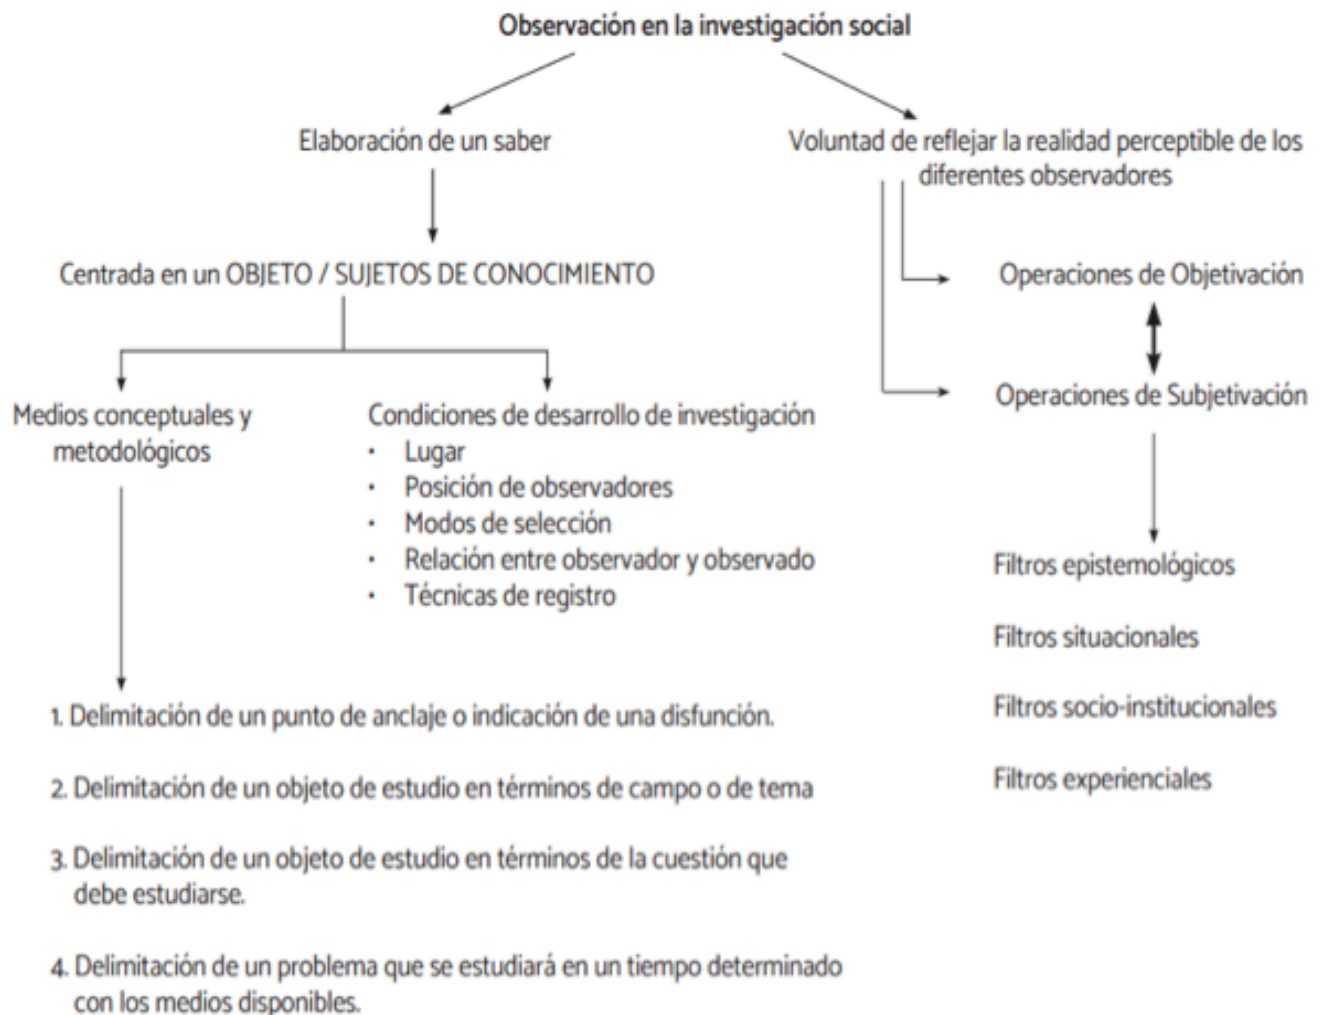 Observación en la investigación social
Elaboración de un saber
Voluntad de reflejar la realidad perceptible de los
diferentes observadores
Centrada en un OBJETO / SUJETOS DE CONOCIMIENTO
Operaciones de Objetivación
Operaciones de Subjetivación
Medios conceptuales y
metodológicos
Condiciones de desarrollo de investigación
• Lugar
• Posición de observadores
• Modos de selección
• Relación entre observador y observado
• Técnicas de registro
Filtros epistemológicos
Filtros situacionales
Filtros socio-institucionales
Filtros experienciales
1. Delimitación de un punto de anclaje o indicación de una disfunción.
2. Delimitación de un objeto de estudio en términos de campo o de tema
3. Delimitación de un objeto de estudio en términos de la cuestión que
debe estudiarse.
4. Delimitación de un problema que se estudiará en un tiempo determinado
con los medios disponibles.